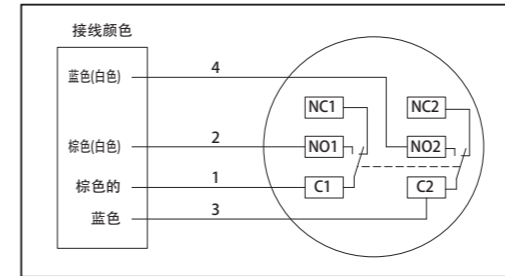 接线颜色
蓝色(白色) 4
NC1 NC2
棕色(白色) 2 NO1 NO2
棕色的 1 C1 C2
蓝色 3